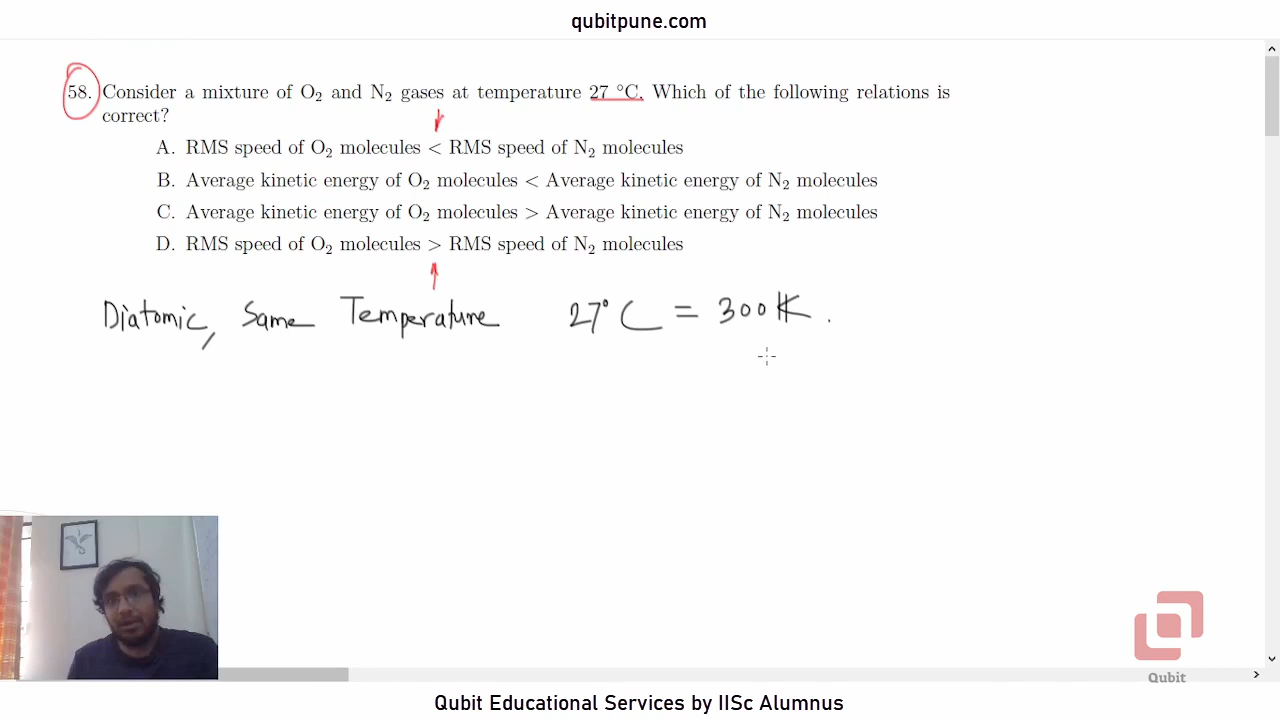 qubitpune.com
58. Consider a mixture of O₂ and N₂ gases at temperature 27 °C. Which of the following relations is
correct?
A. RMS speed of O₂ molecules < RMS speed of N₂ molecules
B. Average kinetic energy of O₂ molecules < Average kinetic energy of N₂ molecules
C. Average kinetic energy of O₂ molecules > Average kinetic energy of N₂ molecules
D. RMS speed of O₂ molecules > RMS speed of N₂ molecules
Diatomic, Same Temperature 27° C = 300 K.
Qubit
Qubit Educational Services by IISc Alumnus